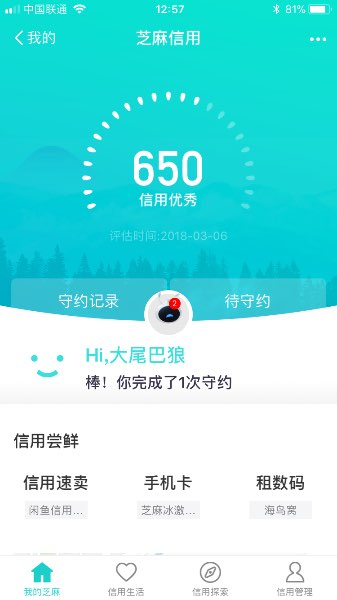 中国联通 12:57 81%
我的 芝麻信用
650
信用优秀
评估时间:2018-03-06
守约记录 2 待守约
Hi,大尾巴狼
棒！你完成了1次守约
信用尝鲜
信用速卖 手机卡 租数码
闲鱼信用... 芝麻冰激... 海鸟窝
我的芝麻 信用生活 信用探索 信用管理